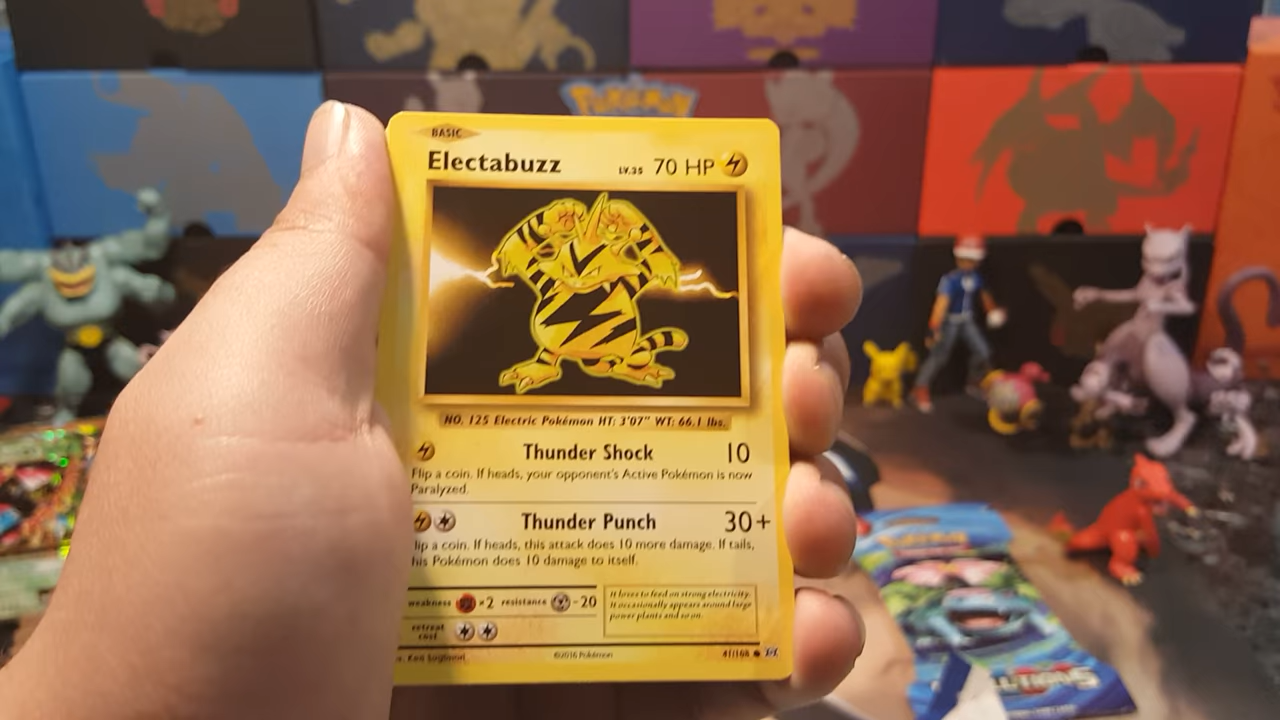 POKÉMON
BASIC
Electabuzz LV.35 70 HP
NO. 125 Electric Pokémon HT: 3'07" WT: 66.1 lbs.
Thunder Shock 10
Flip a coin. If heads, your opponent's Active Pokémon is now
Paralyzed.
Thunder Punch 30+
lip a coin. If heads, this attack does 10 more damage. If tails,
his Pokémon does 10 damage to itself.
weakness ×2 resistance -20
retreat
cost
It loves to feed on strong electricity.
It occasionally appears around large
power plants and so on.
Ken Sugimori ©2016 Pokémon 41/108